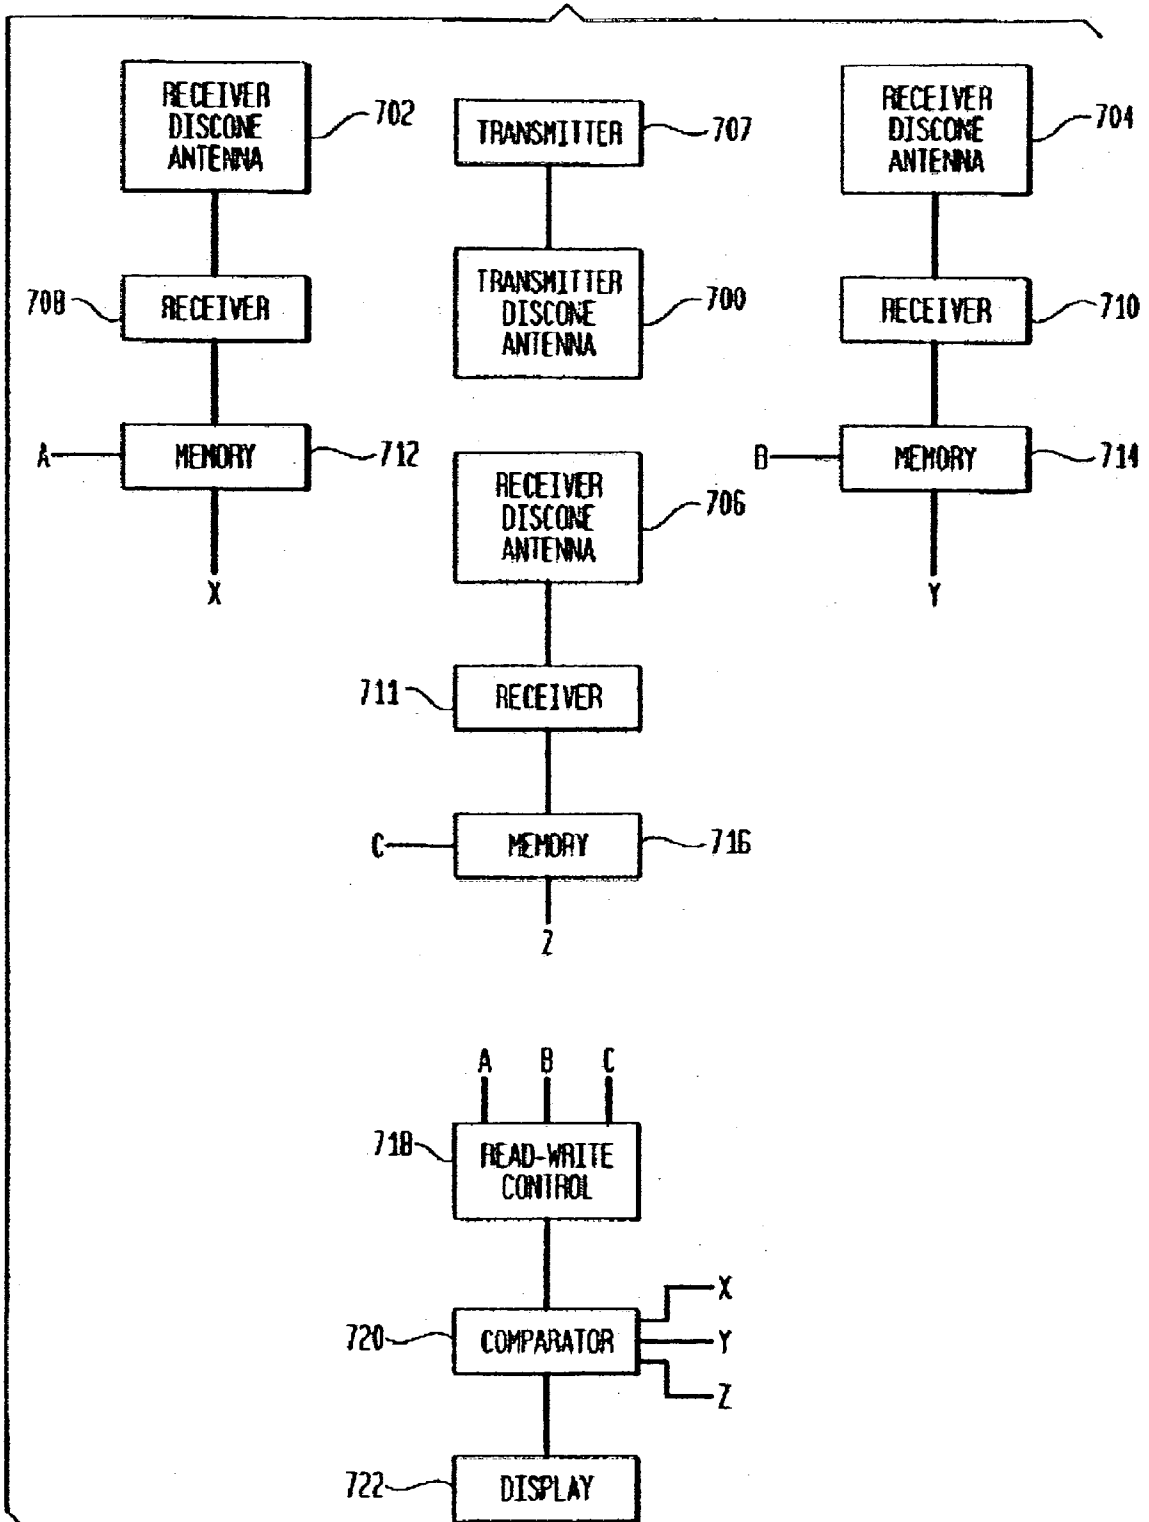 RECEIVER
DISCONE
ANTENNA
702
TRANSMITTER
707
RECEIVER
DISCONE
ANTENNA
704
708
RECEIVER
TRANSMITTER
DISCONE
ANTENNA
700
RECEIVER
710
A
MEMORY
712
B
MEMORY
714
X
RECEIVER
DISCONE
ANTENNA
706
Y
711
RECEIVER
C
MEMORY
716
Z
A B C
718
READ-WRITE
CONTROL
720
COMPARATOR
X
Y
Z
722
DISPLAY